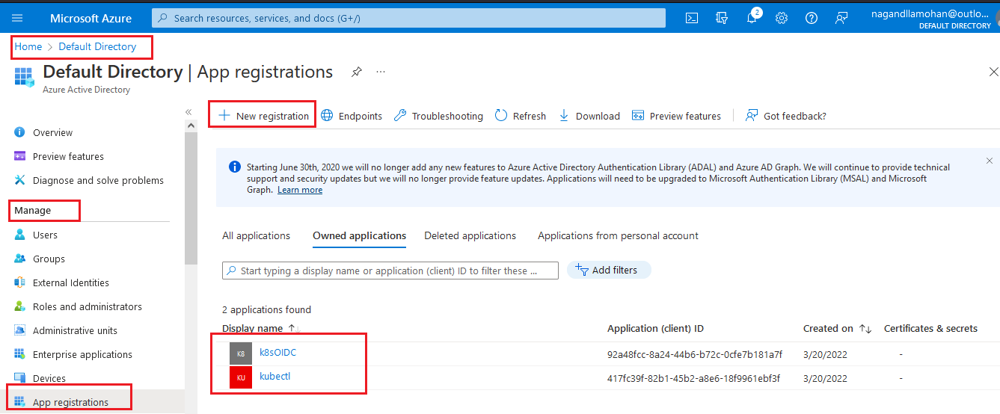 Microsoft Azure
Search resources, services, and docs (G+/)
2
nagandllamohan@outlo...
DEFAULT DIRECTORY
Home > Default Directory
Default Directory | App registrations
Azure Active Directory
Overview
Preview features
Diagnose and solve problems
Manage
Users
Groups
External Identities
Roles and administrators
Administrative units
Enterprise applications
Devices
App registrations
New registration Endpoints Troubleshooting Refresh Download Preview features Got feedback?
Starting June 30th, 2020 we will no longer add any new features to Azure Active Directory Authentication Library (ADAL) and Azure AD Graph. We will continue to provide technical
support and security updates but we will no longer provide feature updates. Applications will need to be upgraded to Microsoft Authentication Library (MSAL) and Microsoft
Graph. Learn more
All applications Owned applications Deleted applications Applications from personal account
Start typing a display name or application (client) ID to filter these ...
Add filters
2 applications found
Display name Application (client) ID Created on Certificates & secrets
K8 k8sOIDC 92a48fcc-8a24-44b6-b72c-0cfe7b181a7f 3/20/2022 -
KU kubectl 417fc39f-82b1-45b2-a8e6-18f9961ebf3f 3/20/2022 -